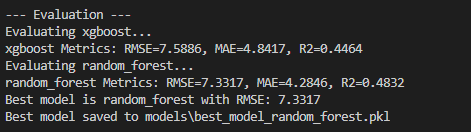 --- Evaluation ---
Evaluating xgboost...
xgboost Metrics: RMSE=7.5886, MAE=4.8417, R2=0.4464
Evaluating random_forest...
random_forest Metrics: RMSE=7.3317, MAE=4.2846, R2=0.4832
Best model is random_forest with RMSE: 7.3317
Best model saved to models\best_model_random_forest.pkl